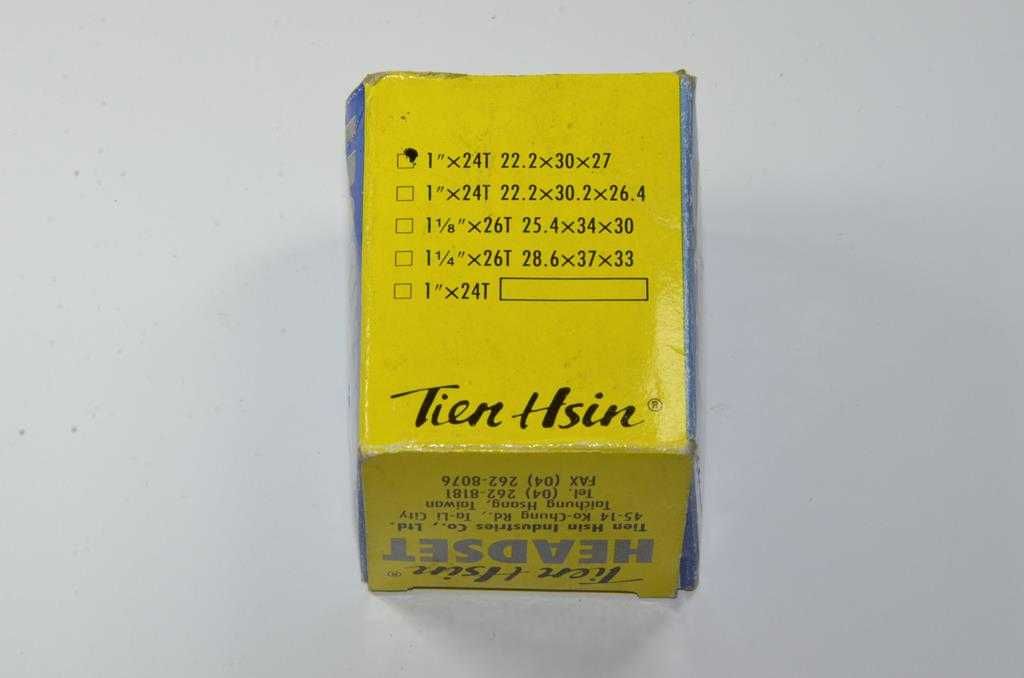 ☐ 1"×24T 22.2×30×27
☐ 1"×24T 22.2×30.2×26.4
☐ 1⅛"×26T 25.4×34×30
☐ 1¼"×26T 28.6×37×33
☐ 1"×24T
Tien Hsin®
Tien Hsin®
HEADSET
Tien Hsin Industries Co., Ltd.
45-14 Ko-Chung Rd., Ta-Li City
Taichung Hsang, Taiwan
Tel. (04) 262-8181
FAX (04) 262-8076